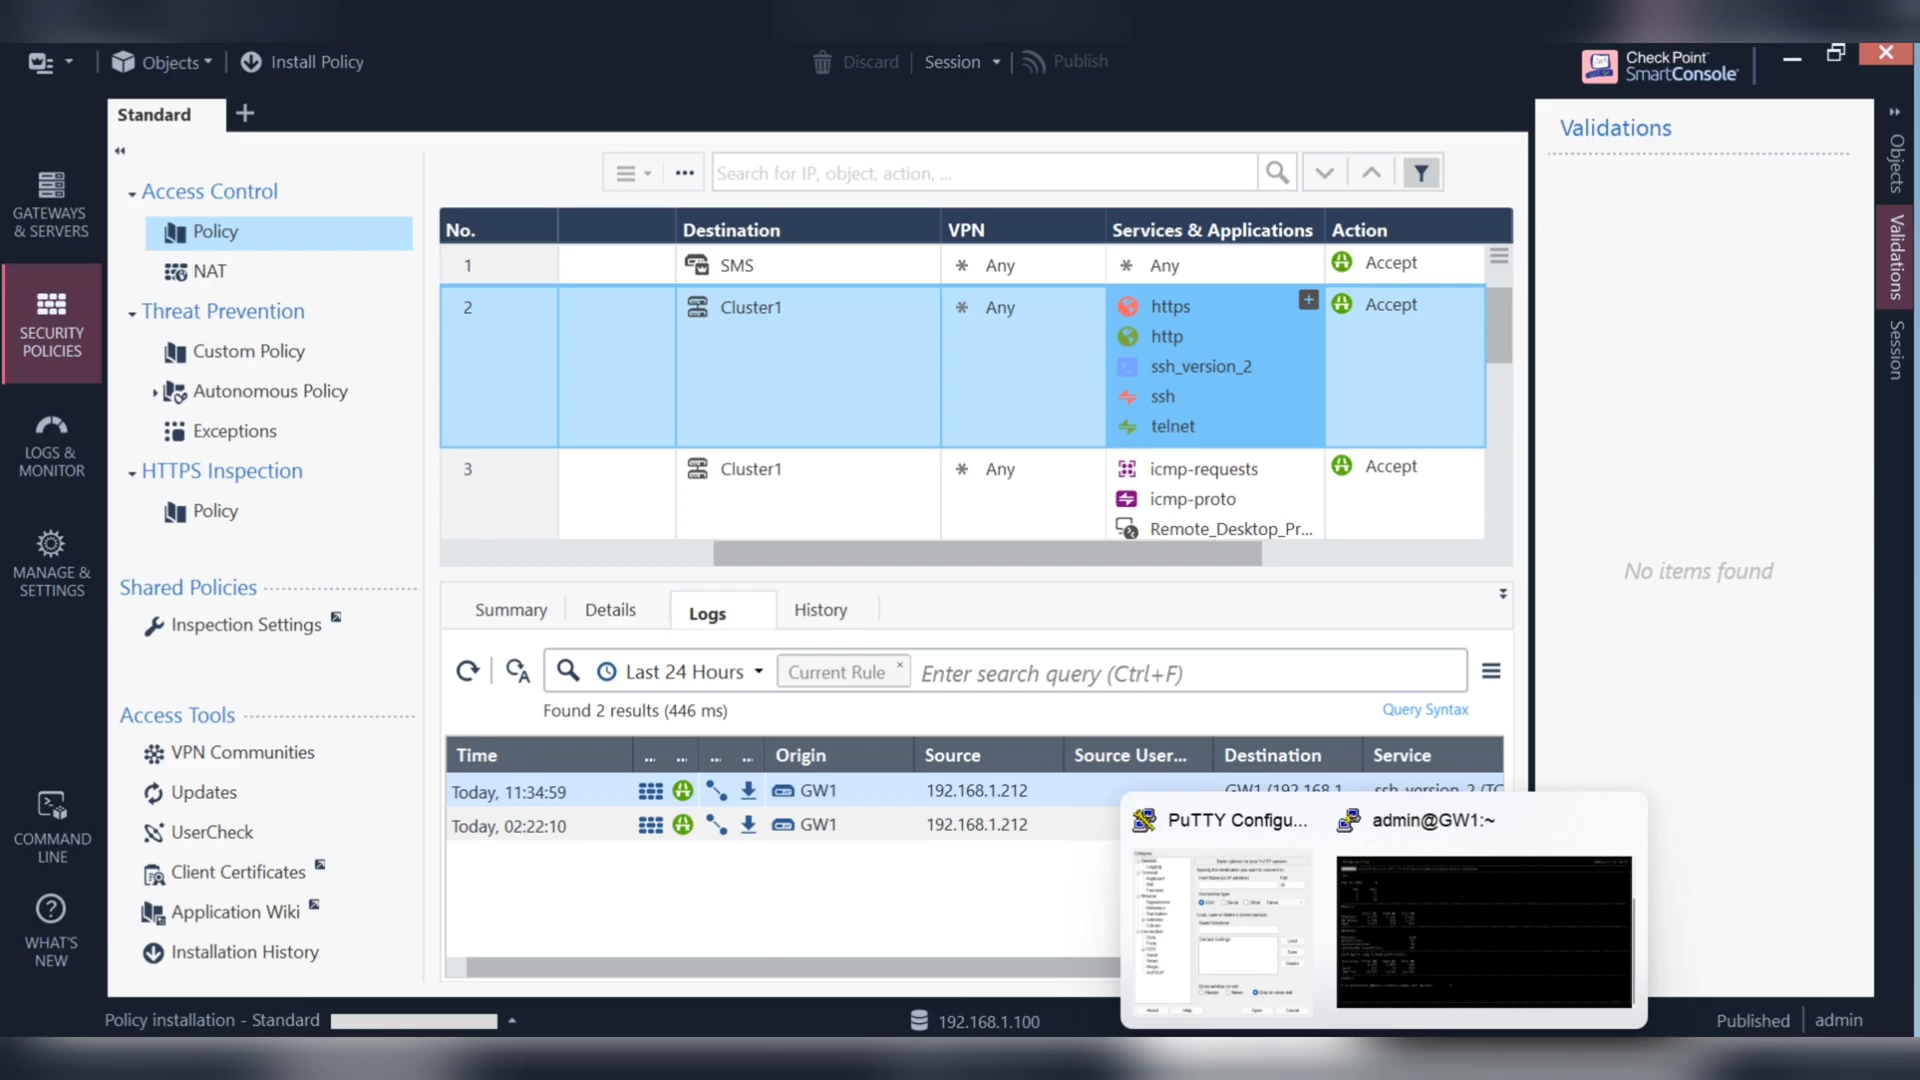 Objects
Install Policy
Discard
Session
Publish
Check Point
SmartConsole
Standard
Access Control
Policy
NAT
Threat Prevention
Custom Policy
Autonomous Policy
Exceptions
HTTPS Inspection
Policy
Shared Policies
Inspection Settings
Access Tools
VPN Communities
Updates
UserCheck
Client Certificates
Application Wiki
Installation History
GATEWAYS
& SERVERS
SECURITY
POLICIES
LOGS &
MONITOR
MANAGE &
SETTINGS
COMMAND
LINE
WHAT'S
NEW
Search for IP, object, action, ...
No. Destination VPN Services & Applications Action
1 SMS * Any * Any Accept
2 Cluster1 * Any https Accept
http
ssh_version_2
ssh
telnet
3 Cluster1 * Any icmp-requests Accept
icmp-proto
Remote_Desktop_Pr...
Summary Details Logs History
Last 24 Hours Current Rule × Enter search query (Ctrl+F)
Found 2 results (446 ms)
Query Syntax
Time ... ... ... ... Origin Source Source User... Destination Service
Today, 11:34:59 GW1 192.168.1.212 GW1 (192.168.1 ssh_version_2 (TC
Today, 02:22:10 GW1 192.168.1.212
PuTTY Configu...
admin@GW1:~
Validations
No items found
Objects
Validations
Session
Policy installation - Standard
192.168.1.100
Published
admin